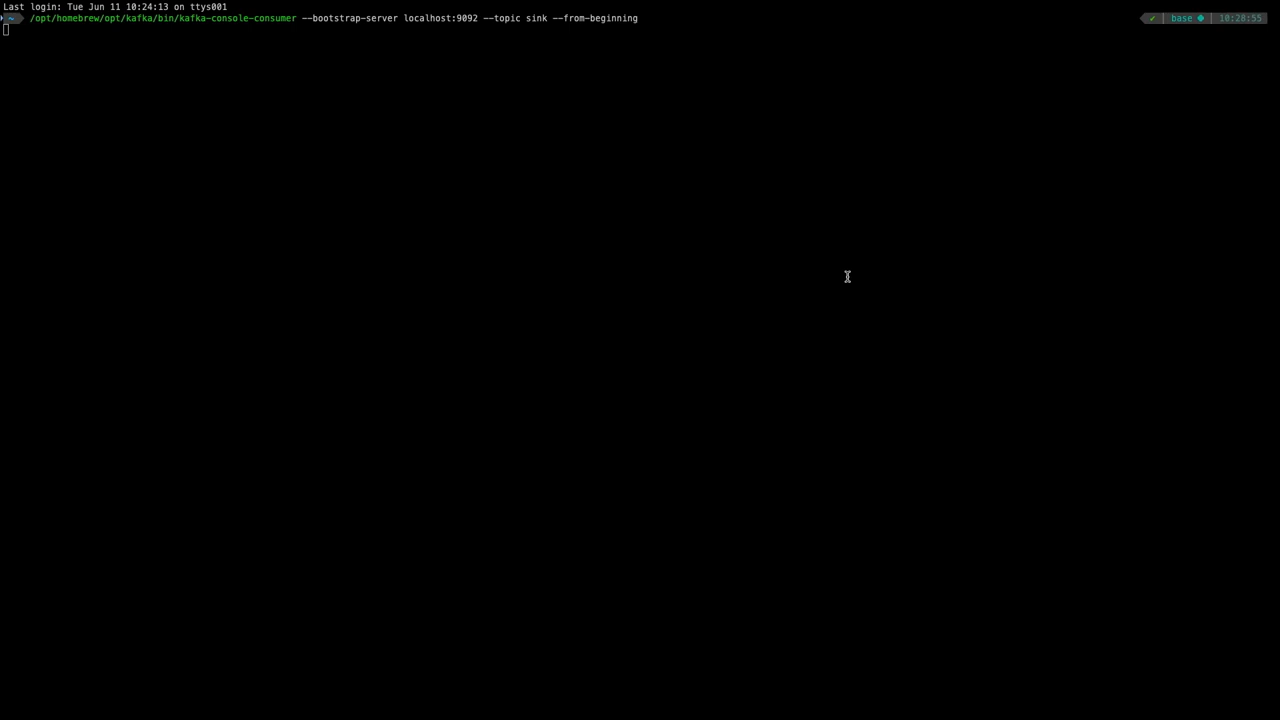 Last login: Tue Jun 11 10:24:13 on ttys001
~ /opt/homebrew/opt/kafka/bin/kafka-console-consumer --bootstrap-server localhost:9092 --topic sink --from-beginning ✓ | base ◆ | 10:28:55